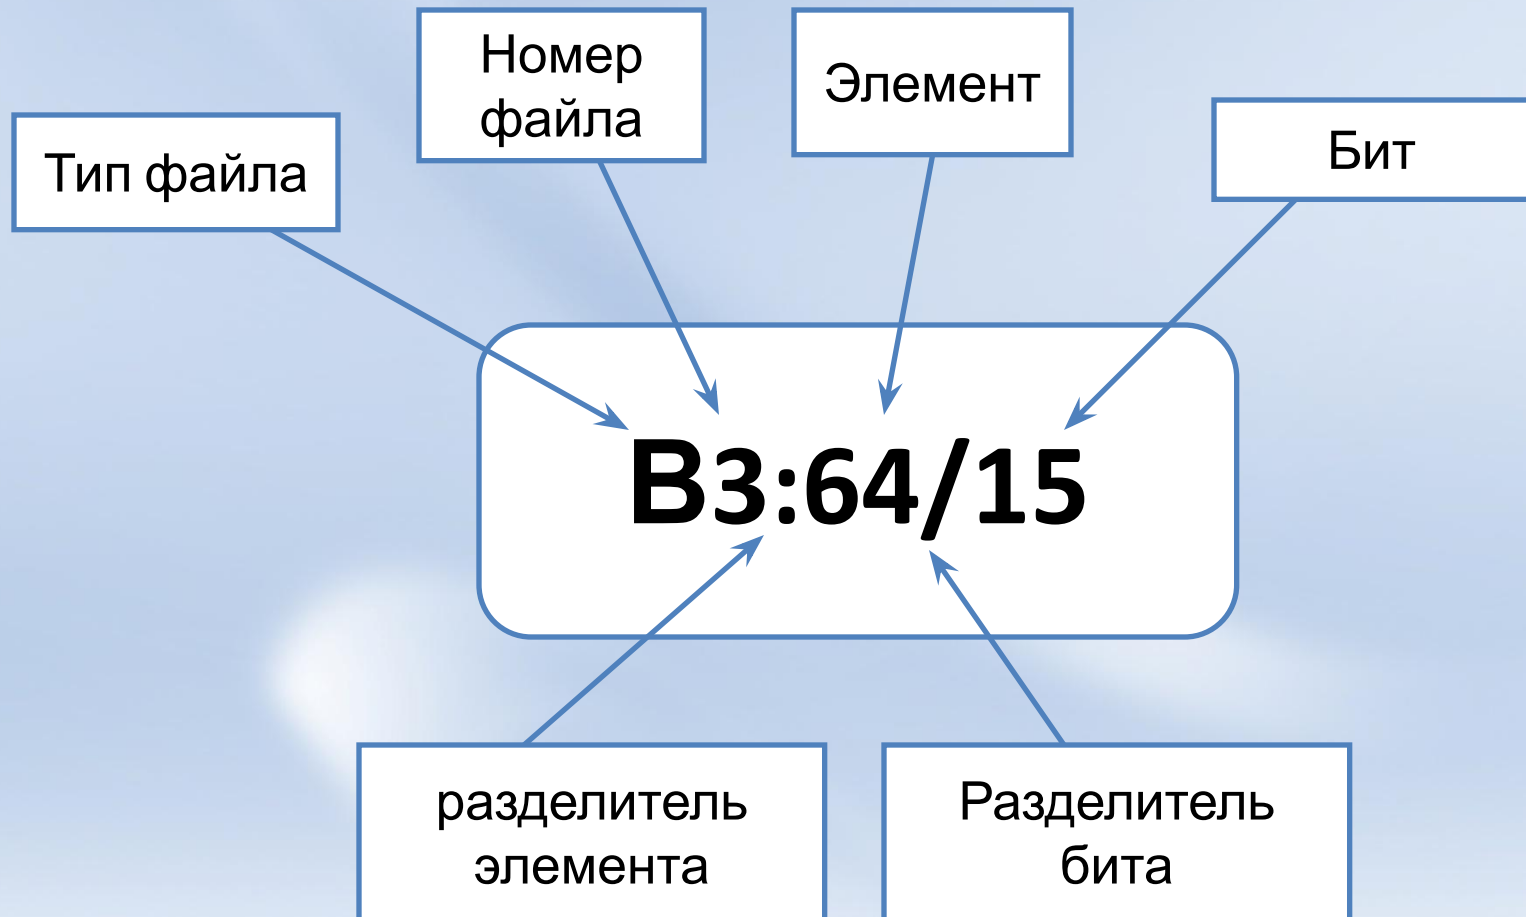 Номер
файла
Элемент
Бит
Тип файла
B3:64/15
разделитель
элемента
Разделитель
бита